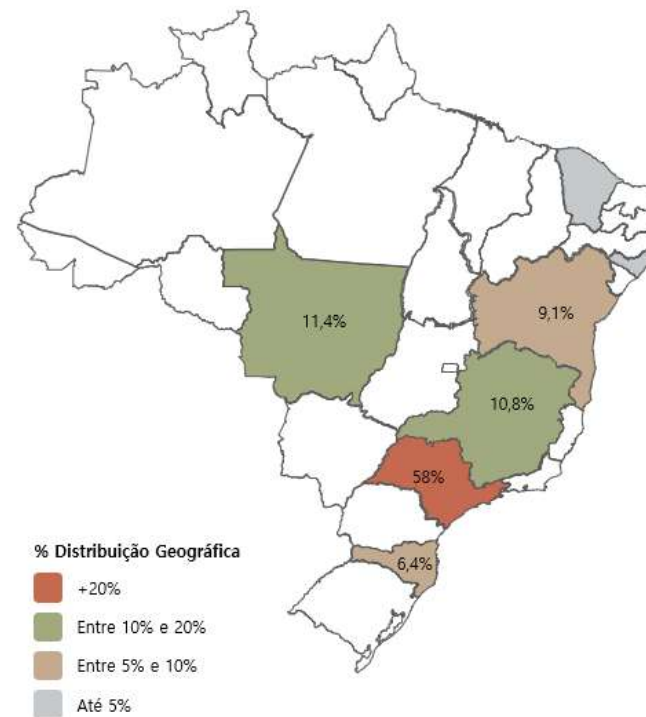 11,4%
9,1%
10,8%
58%
6,4%
% Distribuição Geográfica
+20%
Entre 10% e 20%
Entre 5% e 10%
Até 5%